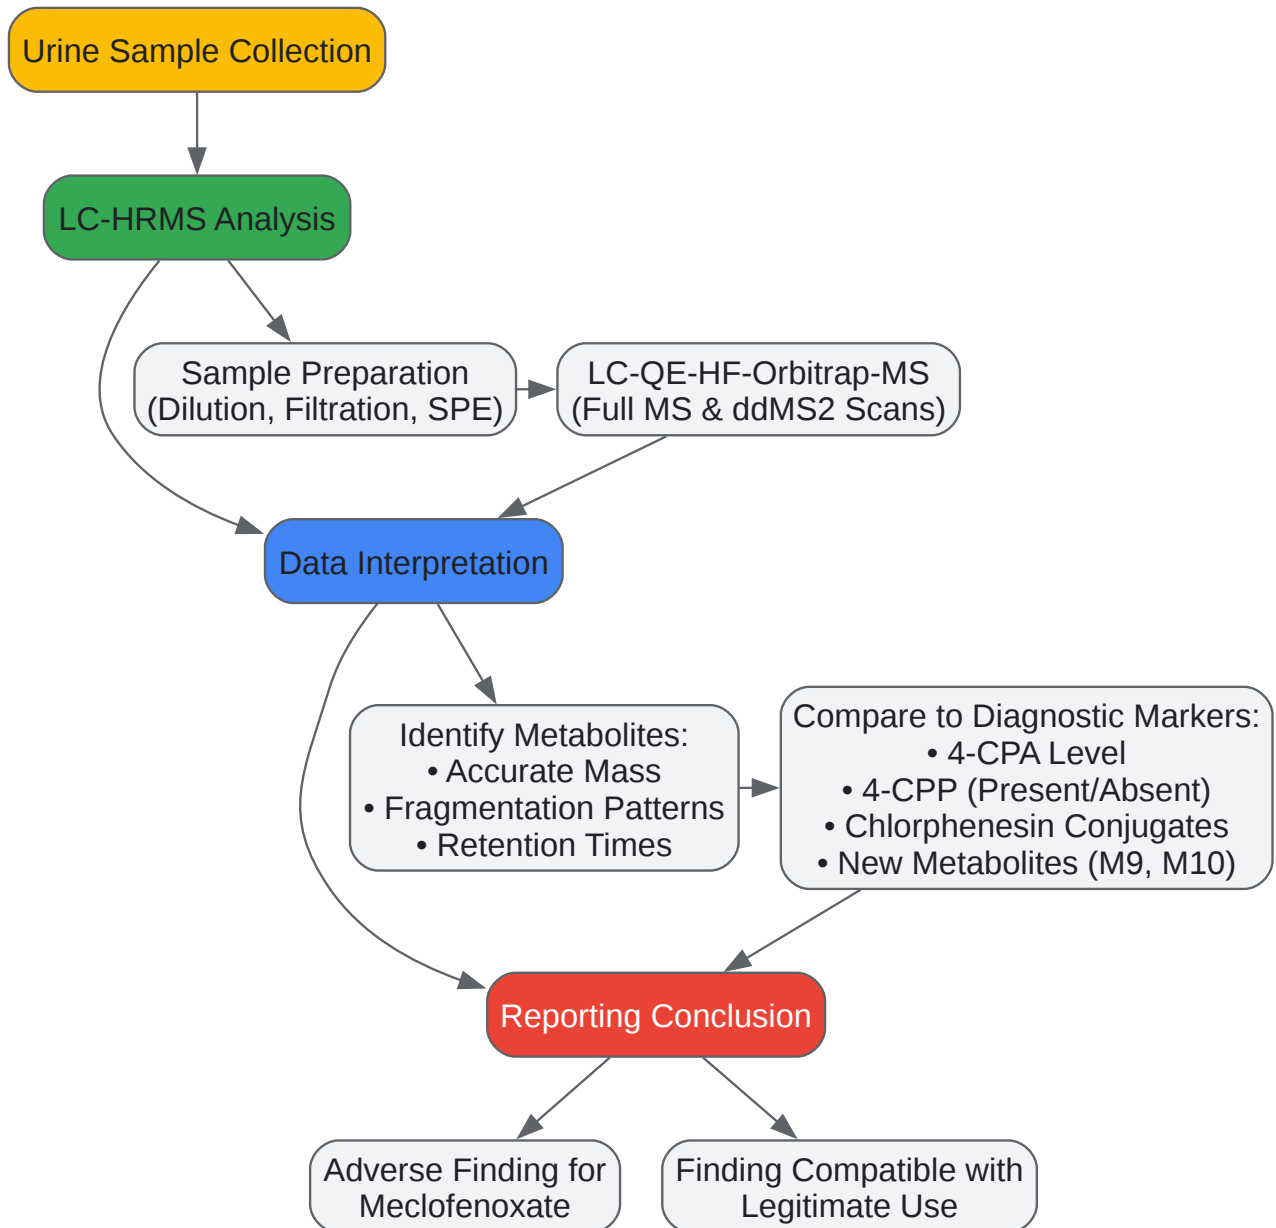 Urine Sample Collection
LC-HRMS Analysis
Sample Preparation
(Dilution, Filtration, SPE)
LC-QE-HF-Orbitrap-MS
(Full MS & ddMS2 Scans)
Data Interpretation
Identify Metabolites:
• Accurate Mass
• Fragmentation Patterns
• Retention Times
Compare to Diagnostic Markers:
• 4-CPA Level
• 4-CPP (Present/Absent)
• Chlorphenesin Conjugates
• New Metabolites (M9, M10)
Reporting Conclusion
Adverse Finding for
Meclofenoxate
Finding Compatible with
Legitimate Use